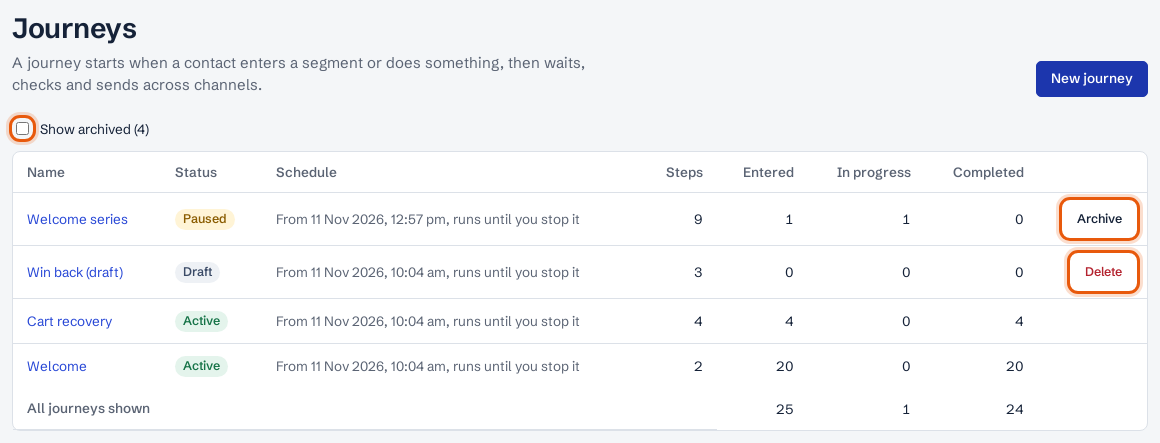 Journeys
A journey starts when a contact enters a segment or does something, then waits,
checks and sends across channels.
New journey
Show archived (4)
Name Status Schedule Steps Entered In progress Completed
Welcome series Paused From 11 Nov 2026, 12:57 pm, runs until you stop it 9 1 1 0 Archive
Win back (draft) Draft From 11 Nov 2026, 10:04 am, runs until you stop it 3 0 0 0 Delete
Cart recovery Active From 11 Nov 2026, 10:04 am, runs until you stop it 4 4 0 4
Welcome Active From 11 Nov 2026, 10:04 am, runs until you stop it 2 20 0 20
All journeys shown 25 1 24